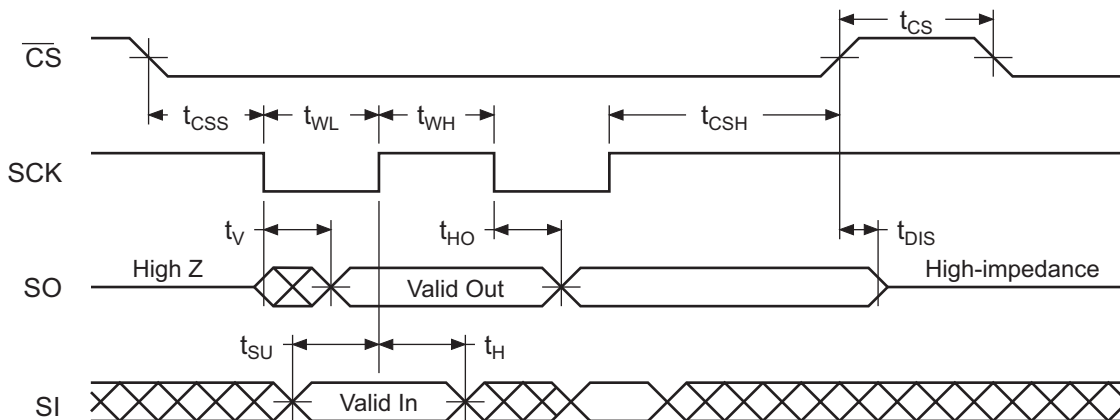 t_CS
C̅S̅
t_CSS t_WL t_WH t_CSH
SCK
t_V t_HO t_DIS
SO High Z Valid Out High-impedance
t_SU t_H
SI Valid In